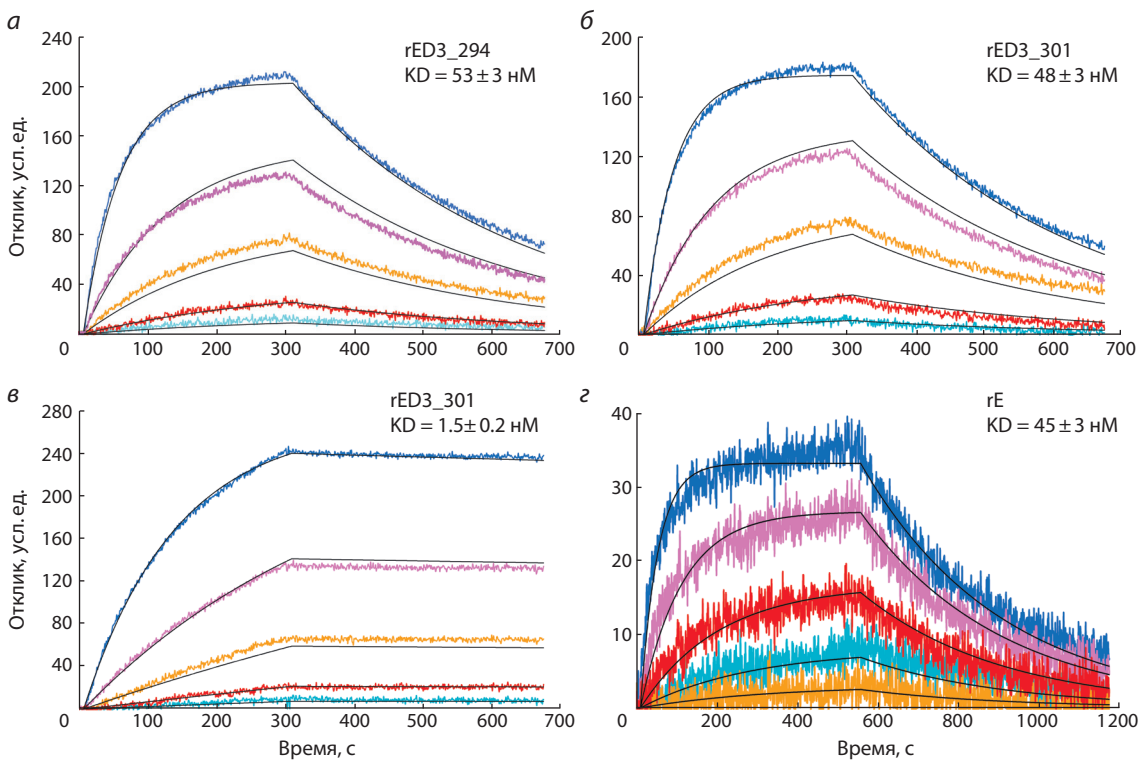 а
rED3_294
KD = 53 ± 3 нМ
Отклик, усл. ед.
240
200
160
120
80
40
0 100 200 300 400 500 600 700
б
rED3_301
KD = 48 ± 3 нМ
200
160
120
80
40
0 100 200 300 400 500 600 700
в
rED3_301
KD = 1.5 ± 0.2 нМ
Отклик, усл. ед.
280
240
200
160
120
80
40
0 100 200 300 400 500 600 700
Время, с
г
rE
KD = 45 ± 3 нМ
40
30
20
10
0 200 400 600 800 1000 1200
Время, с